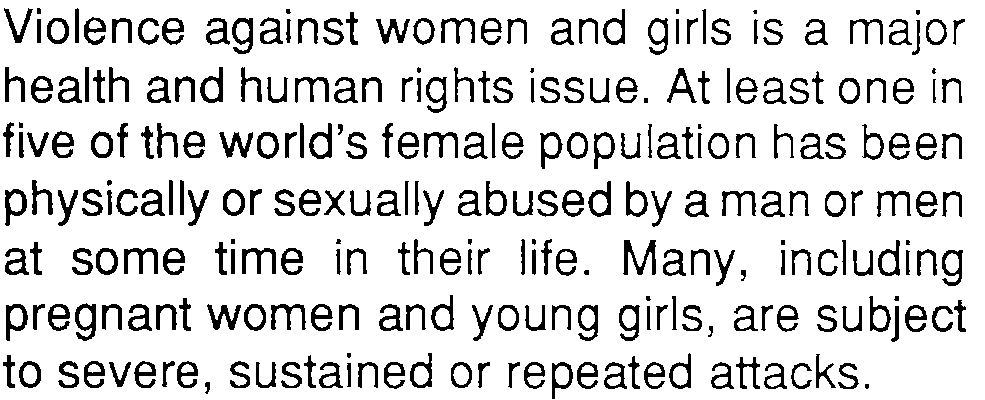 Violence against women and girls is a major
health and human rights issue. At least one in
five of the world's female population has been
physically or sexually abused by a man or men
at some time in their life. Many, including
pregnant women and young girls, are subject
to severe, sustained or repeated attacks.